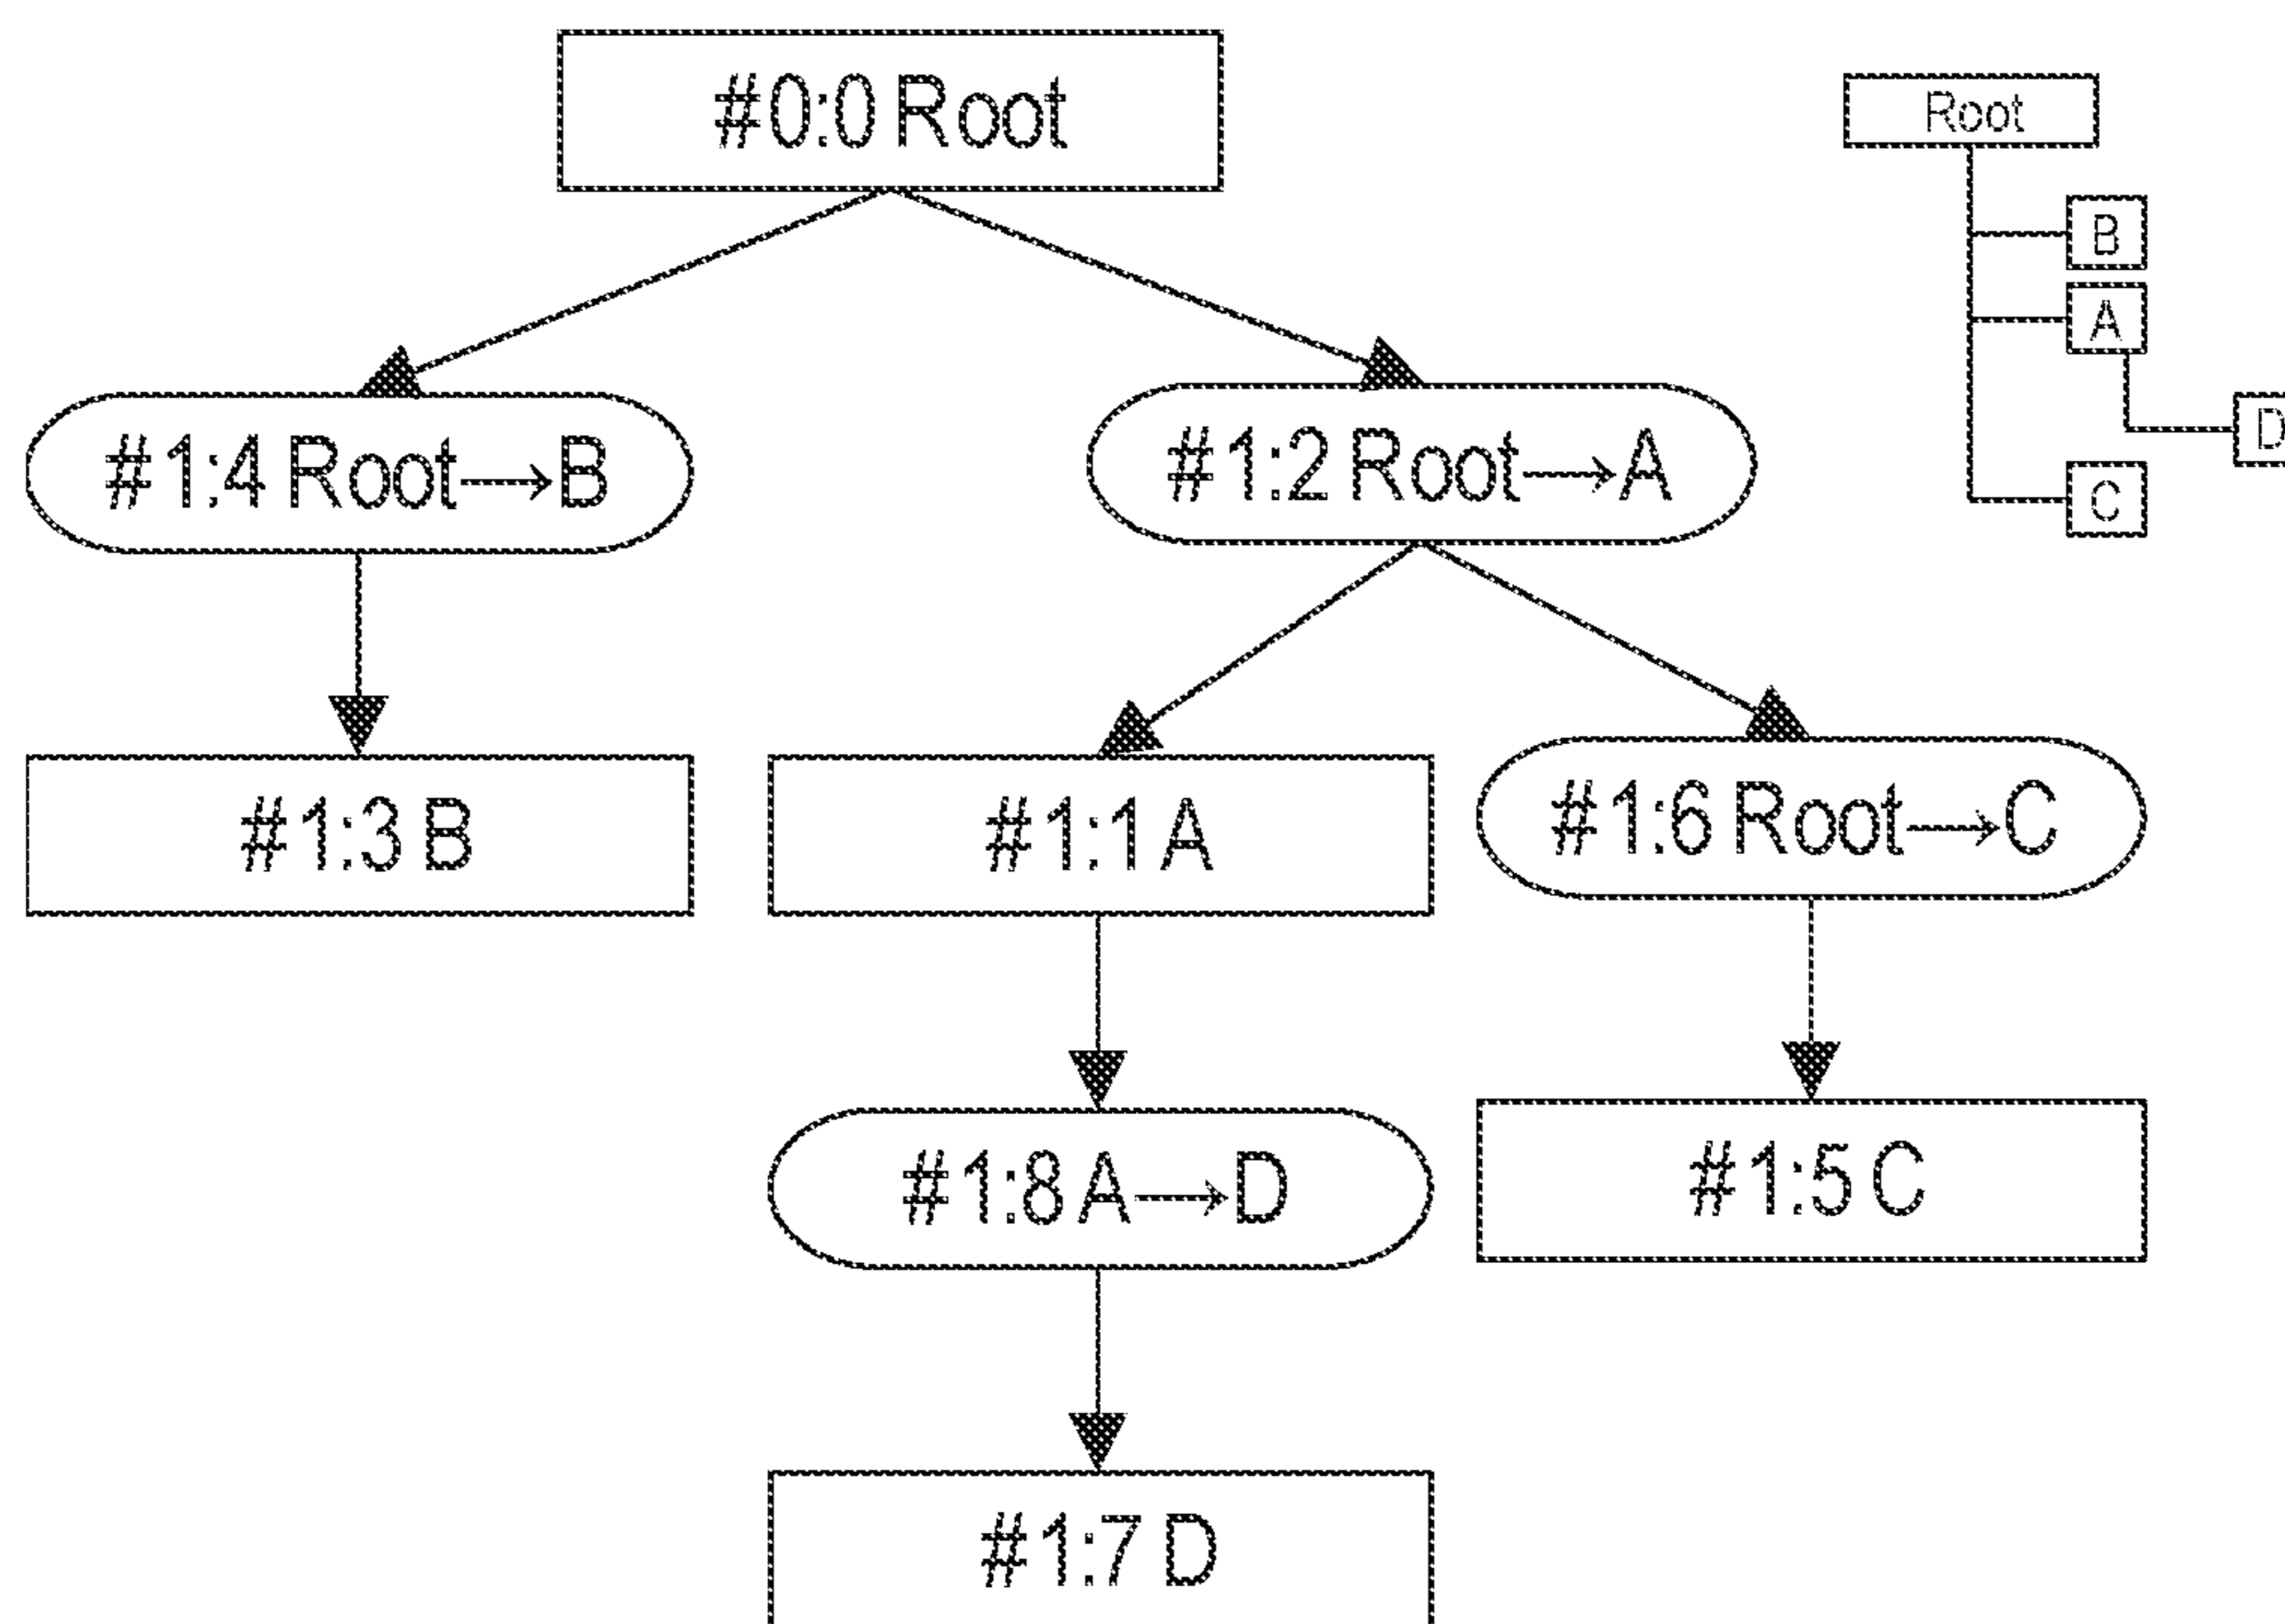 #0:0 Root
#1:4 Root→B
#1:2 Root→A
#1:3 B
#1:1 A
#1:6 Root→C
#1:8 A→D
#1:5 C
#1:7 D
Root
B
A
D
C